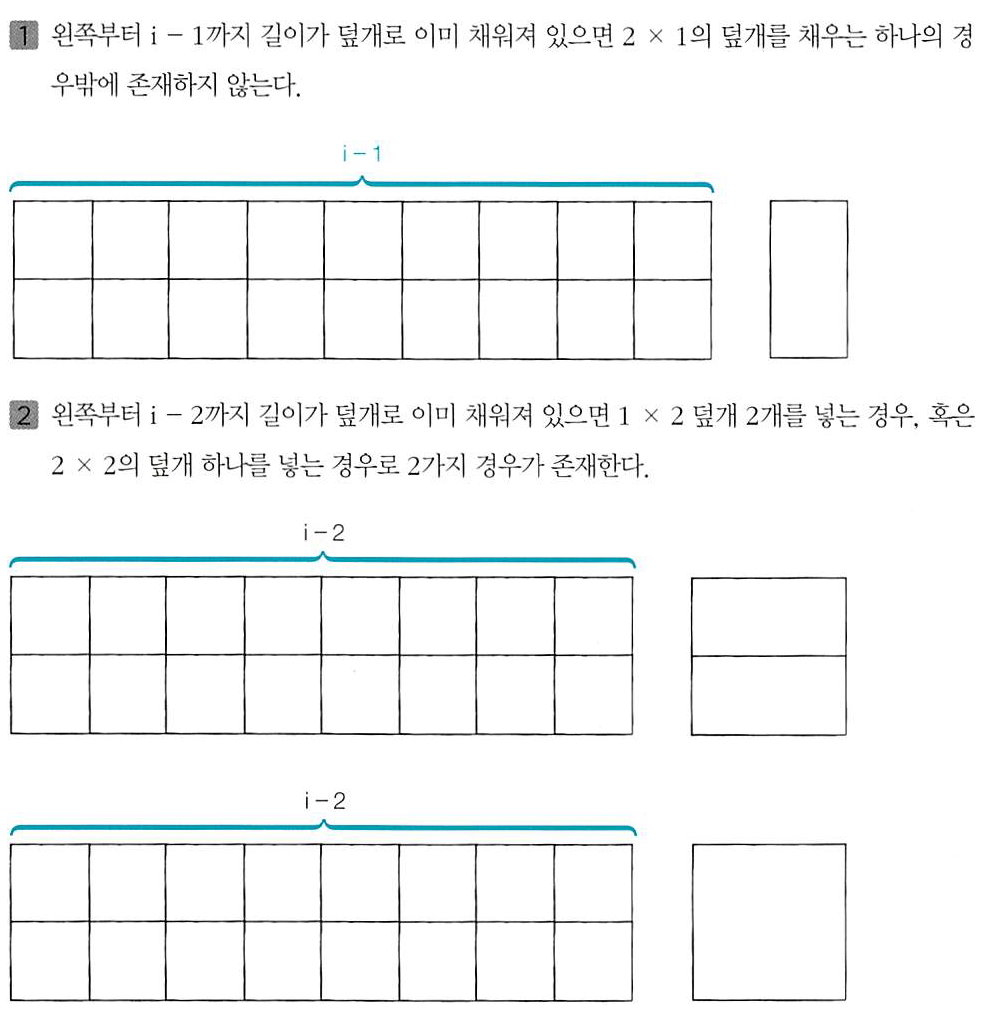 1 왼쪽부터 i - 1까지 길이가 덮개로 이미 채워져 있으면 2 × 1의 덮개를 채우는 하나의 경
우밖에 존재하지 않는다.
i-1
2 왼쪽부터 i - 2까지 길이가 덮개로 이미 채워져 있으면 1 × 2 덮개 2개를 넣는 경우, 혹은
2 × 2의 덮개 하나를 넣는 경우로 2가지 경우가 존재한다.
i-2
i-2